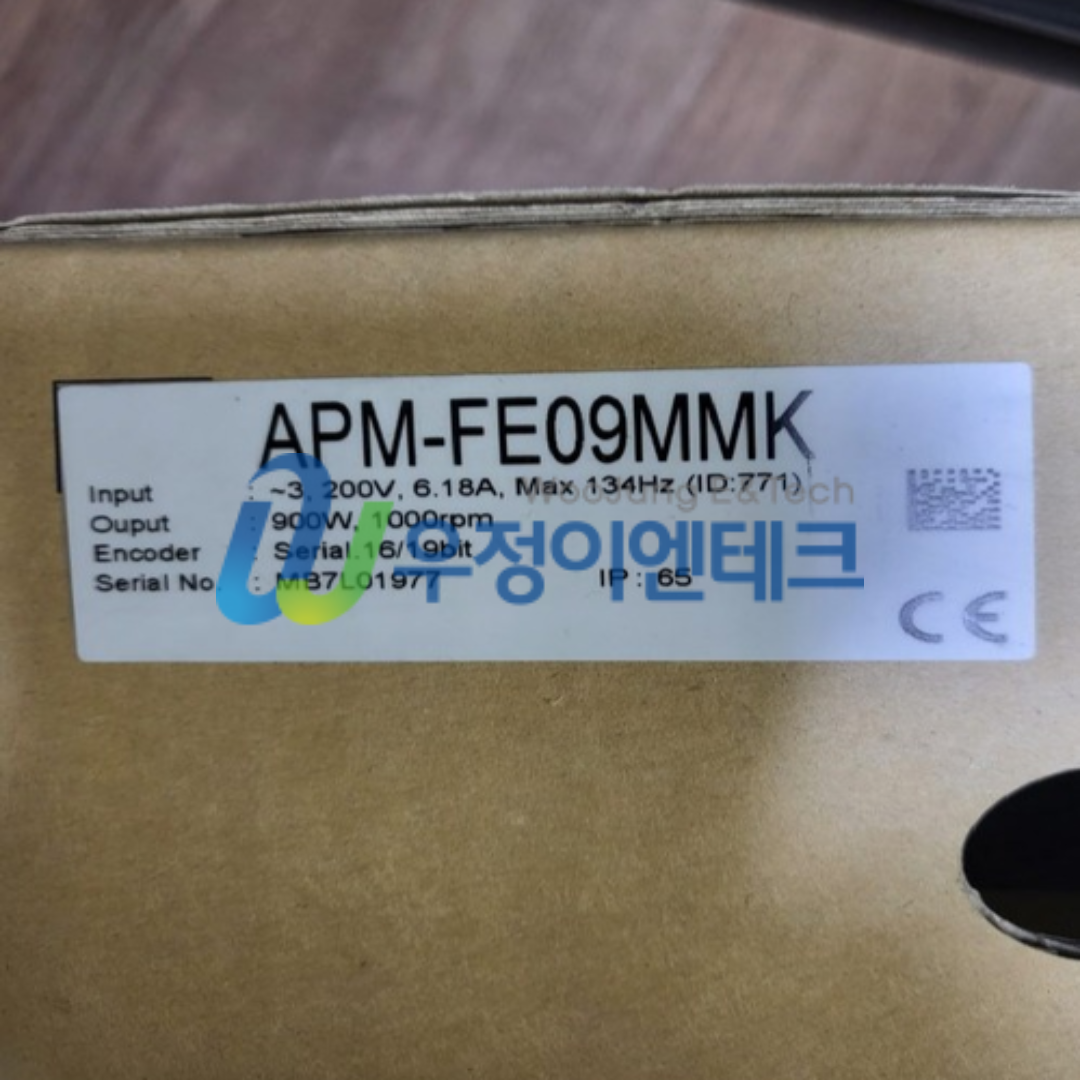 APM-FE09MMK
Input : ~3, 200V, 6.18A, Max 134Hz (ID:771)
WooJung E&Tech
Ouput : 900W, 1000rpm
Encoder : Serial.16/19bit
우정이엔테크
Serial No. : MB7L01977 IP : 65
CE